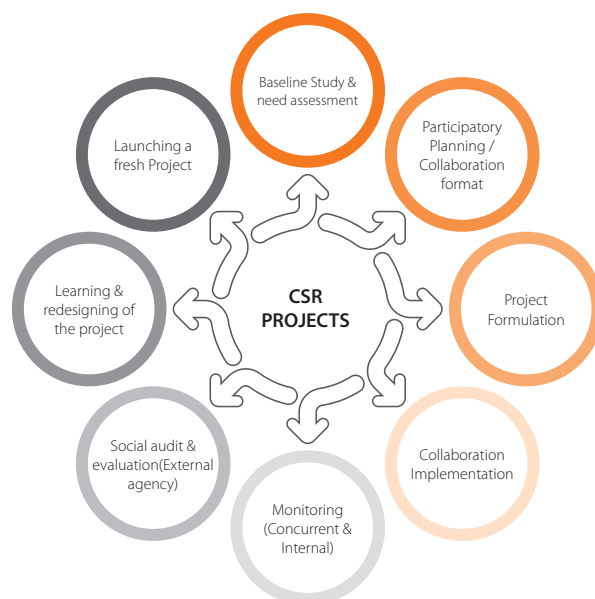 Baseline Study &
need assessment
Participatory
Planning /
Collaboration
format
Project
Formulation
Collaboration
Implementation
Monitoring
(Concurrent &
Internal)
Social audit &
evaluation(External
agency)
Learning &
redesigning of
the project
Launching a
fresh Project
CSR
PROJECTS